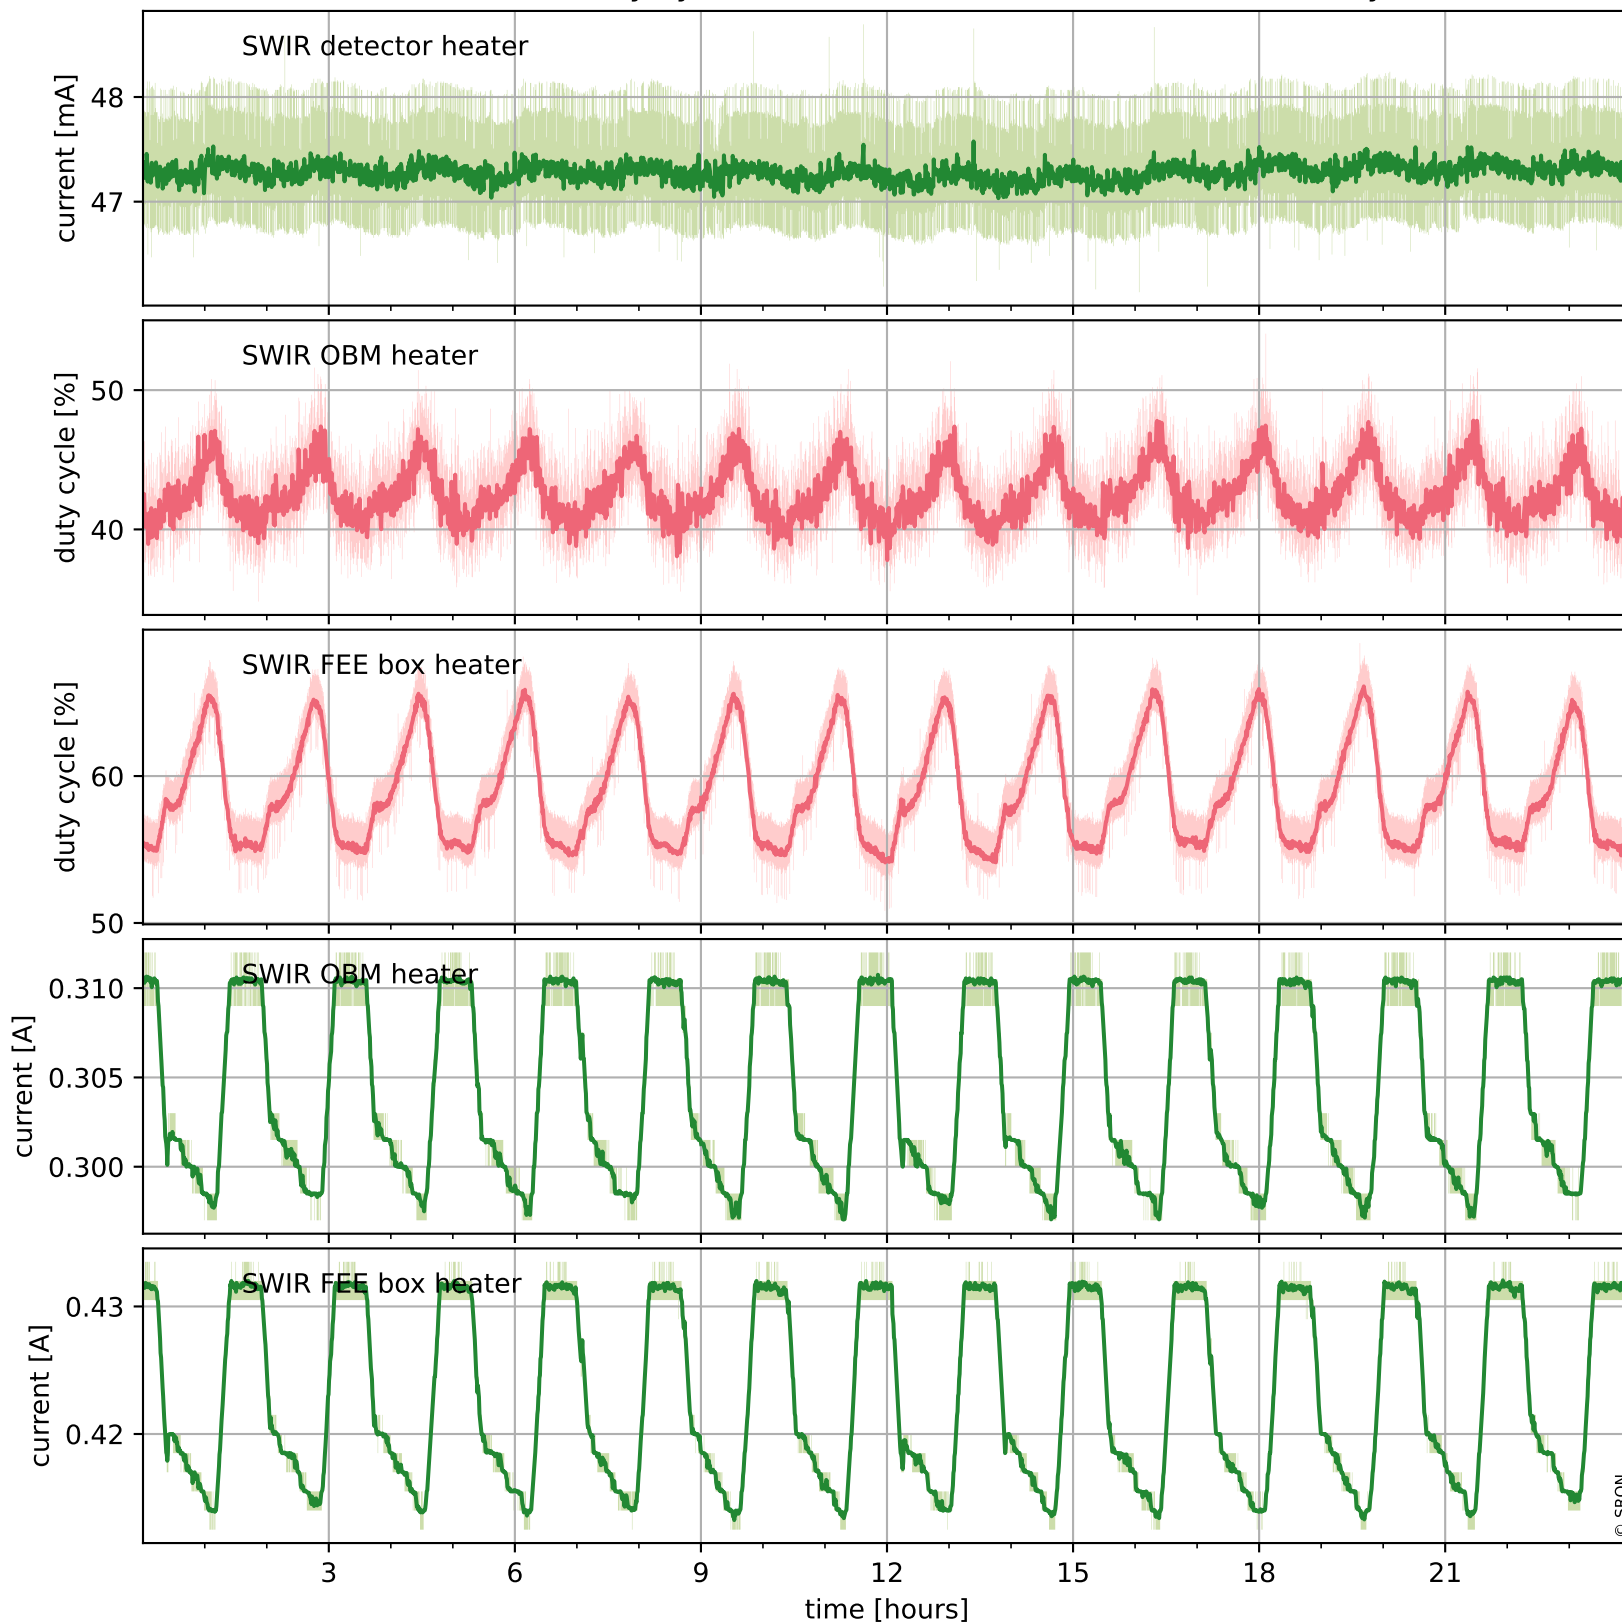 SWIR detector heater
current [mA]
48
47
SWIR OBM heater
duty cycle [%]
50
40
SWIR FEE box heater
duty cycle [%]
60
50
SWIR OBM heater
current [A]
0.310
0.305
0.300
SWIR FEE box heater
current [A]
0.43
0.42
3 6 9 12 15 18 21
time [hours]
© SRON